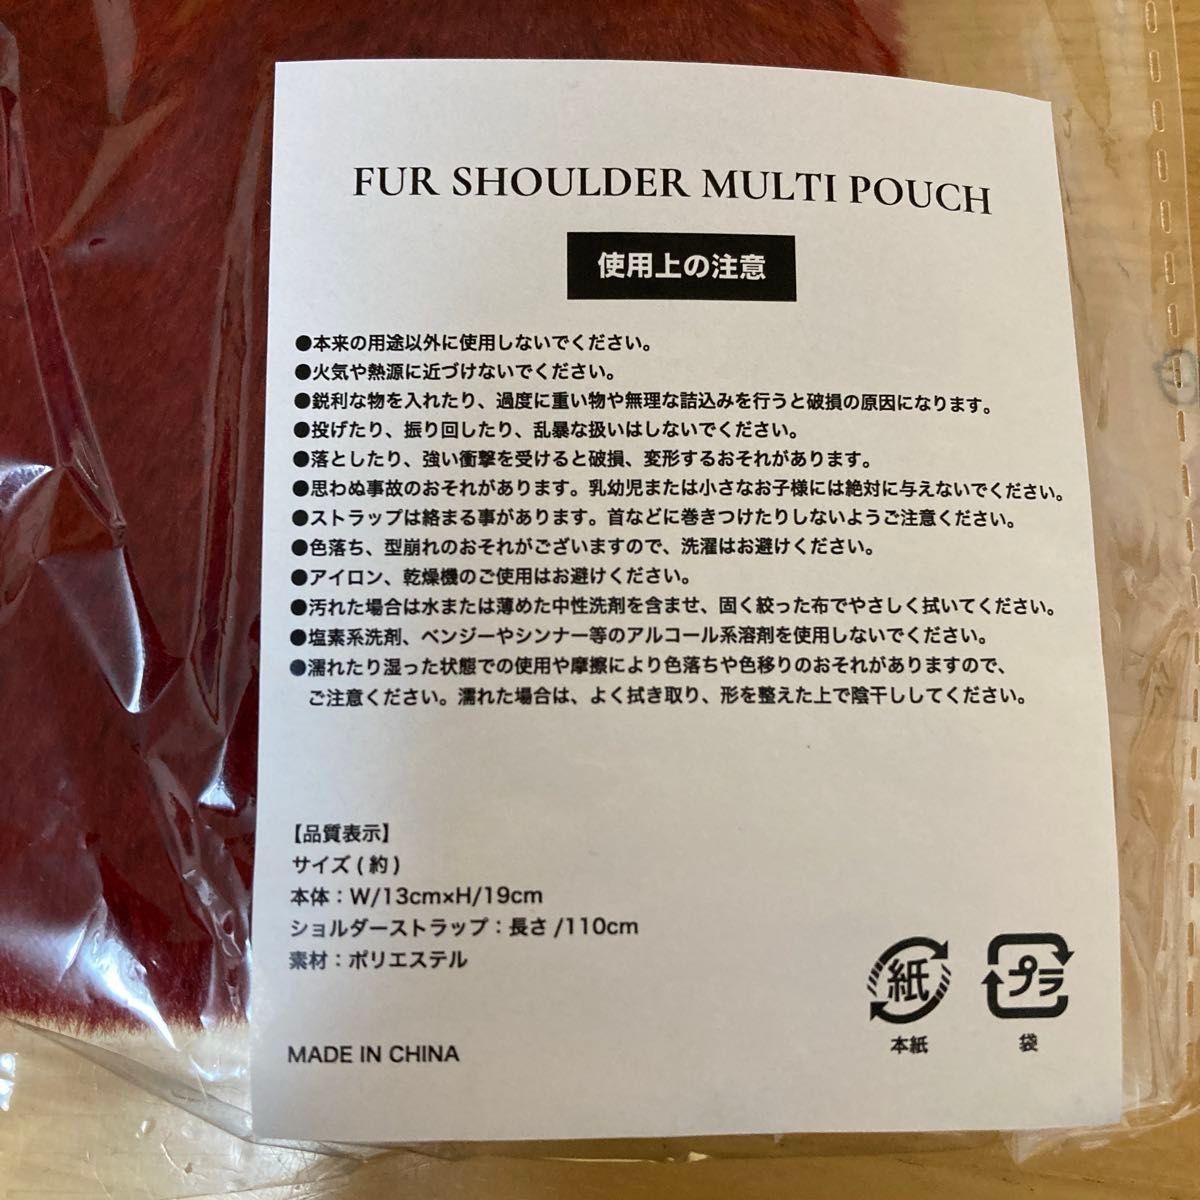 FUR SHOULDER MULTI POUCH
使用上の注意
●本来の用途以外に使用しないでください。
●火気や熱源に近づけないでください。
●鋭利な物を入れたり、過度に重い物や無理な詰込みを行うと破損の原因になります。
●投げたり、振り回したり、乱暴な扱いはしないでください。
●落としたり、強い衝撃を受けると破損、変形するおそれがあります。
●思わぬ事故のおそれがあります。乳幼児または小さなお子様には絶対に与えないでください。
●ストラップは絡まる事があります。首などに巻きつけたりしないようご注意ください。
●色落ち、型崩れのおそれがございますので、洗濯はお避けください。
●アイロン、乾燥機のご使用はお避けください。
●汚れた場合は水または薄めた中性洗剤を含ませ、固く絞った布でやさしく拭いてください。
●塩素系洗剤、ベンジーやシンナー等のアルコール系溶剤を使用しないでください。
●濡れたり湿った状態での使用や摩擦により色落ちや色移りのおそれがありますので、
ご注意ください。濡れた場合は、よく拭き取り、形を整えた上で陰干ししてください。
【品質表示】
サイズ(約)
本体：W/13cm×H/19cm
ショルダーストラップ：長さ/110cm
素材：ポリエステル
MADE IN CHINA
紙
本紙
プラ
袋